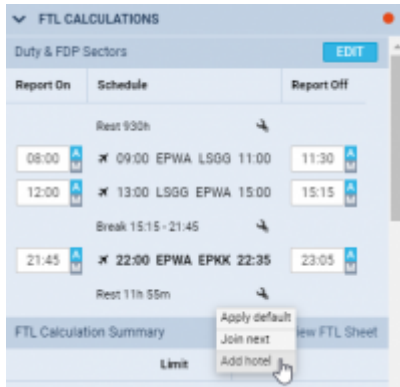 FTL CALCULATIONS
Duty & FDP Sectors EDIT
Report On Schedule Report Off
Rest 930h
08:00 A 09:00 EPWA LSGG 11:00 11:30 A
12:00 A 13:00 LSGG EPWA 15:00 15:15 A
Break 15:15 - 21:45
21:45 A 22:00 EPWA EPKK 22:35 23:05 A
Rest 11h 55m
Apply default
FTL Calculation Summary Join next iew FTL Sheet
Add hotel
Limit